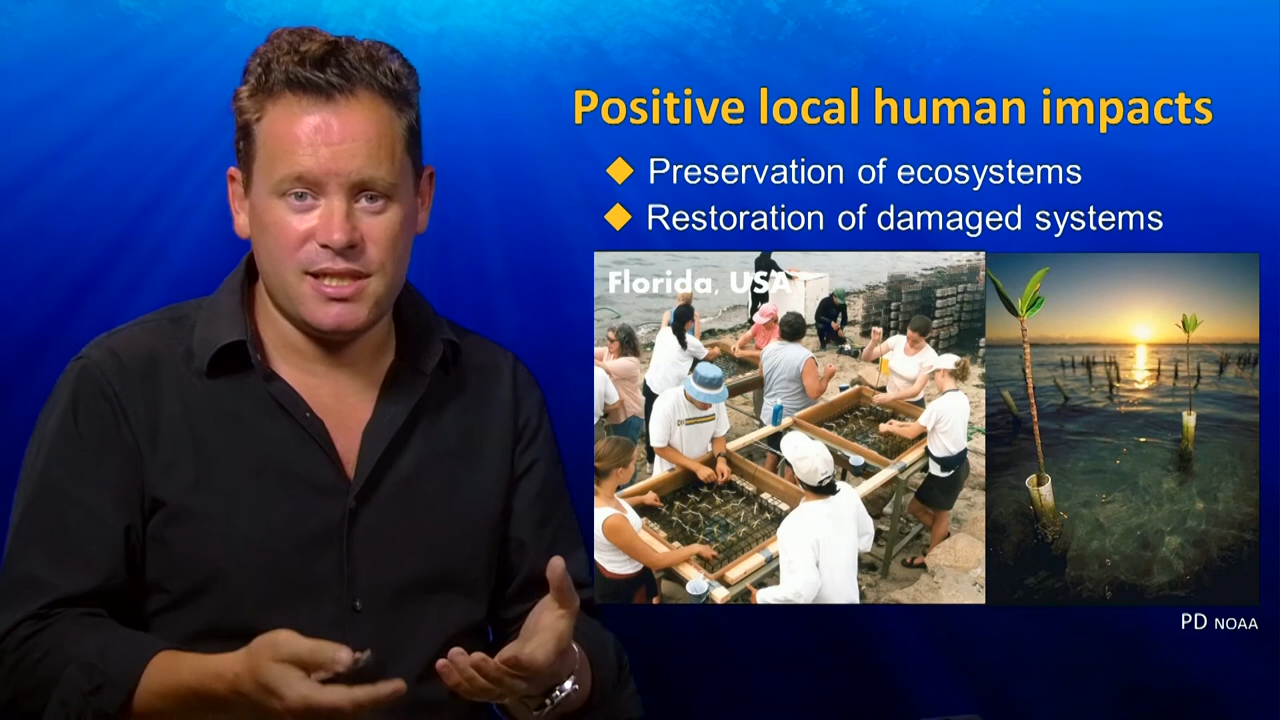 Positive local human impacts
Preservation of ecosystems
Restoration of damaged systems
Florida, USA
PD NOAA